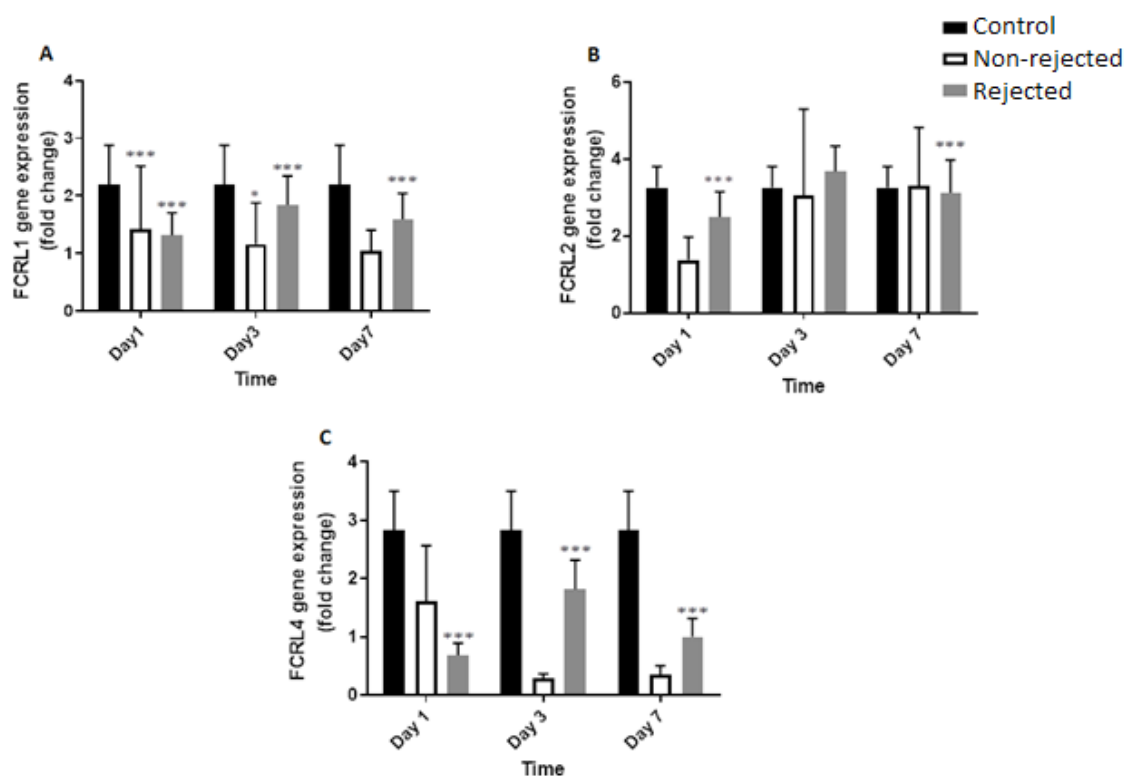 Control
Non-rejected
Rejected
A
FCRL1 gene expression
(fold change)
4
3
2
1
0
***
***
*
***
***
Day1
Day3
Day7
Time
B
FCRL2 gene expression
(fold change)
6
4
2
0
***
***
Day 1
Day 3
Day 7
Time
C
FCRL4 gene expression
(fold change)
4
3
2
1
0
***
***
***
Day 1
Day 3
Day 7
Time